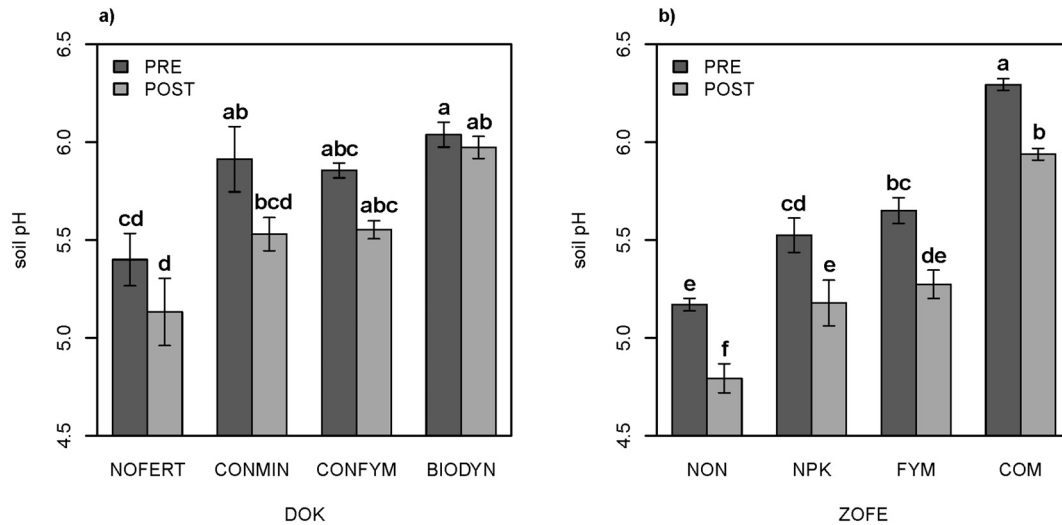 a)
6.5
6.0
5.5
5.0
4.5
soil pH
PRE
POST
cd
d
ab
bcd
abc
abc
a
ab
NOFERT CONMIN CONFYM BIODYN
DOK
b)
6.5
6.0
5.5
5.0
4.5
soil pH
PRE
POST
e
f
cd
e
bc
de
a
b
NON NPK FYM COM
ZOFE